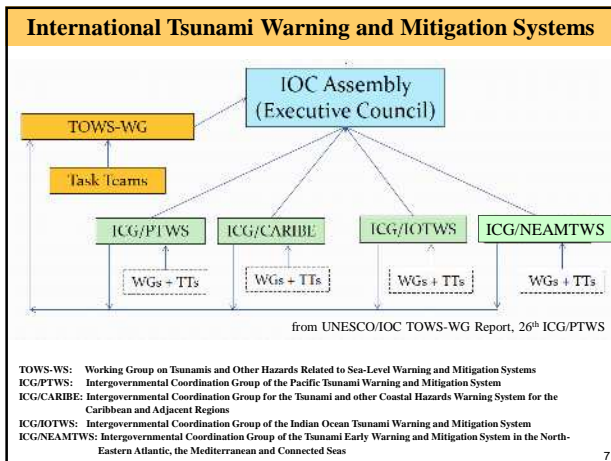 International Tsunami Warning and Mitigation Systems
IOC Assembly
(Executive Council)
TOWS-WG
Task Teams
ICG/PTWS
ICG/CARIBE
ICG/IOTWS
ICG/NEAMTWS
WGs + TTs
WGs + TTs
WGs + TTs
WGs + TTs
from UNESCO/IOC TOWS-WG Report, 26th ICG/PTWS
TOWS-WS: Working Group on Tsunamis and Other Hazards Related to Sea-Level Warning and Mitigation Systems
ICG/PTWS: Intergovernmental Coordination Group of the Pacific Tsunami Warning and Mitigation System
ICG/CARIBE: Intergovernmental Coordination Group for the Tsunami and other Coastal Hazards Warning System for the
Caribbean and Adjacent Regions
ICG/IOTWS: Intergovernmental Coordination Group of the Indian Ocean Tsunami Warning and Mitigation System
ICG/NEAMTWS: Intergovernmental Coordination Group of the Tsunami Early Warning and Mitigation System in the North-
Eastern Atlantic, the Mediterranean and Connected Seas
7